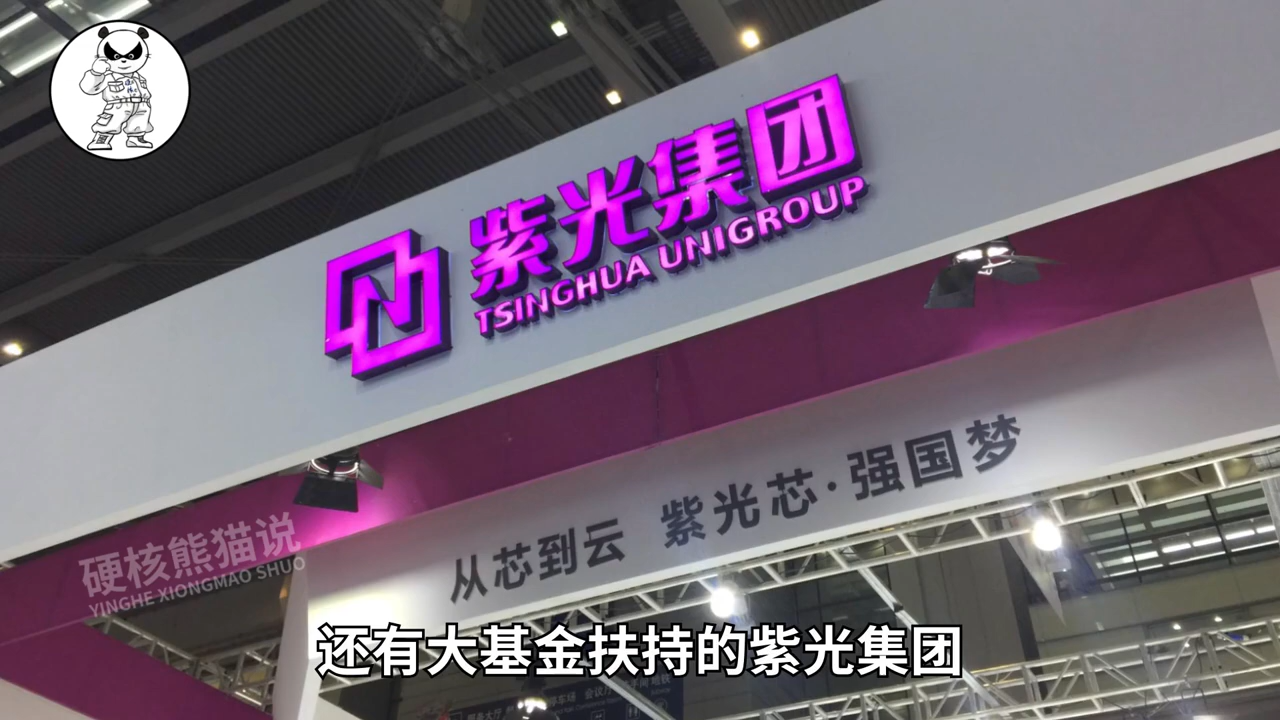 紫光集团
TSINGHUA UNIGROUP
从芯到云 紫光芯·强国梦
硬核熊猫说
YINGHE XIONGMAO SHUO
还有大基金扶持的紫光集团